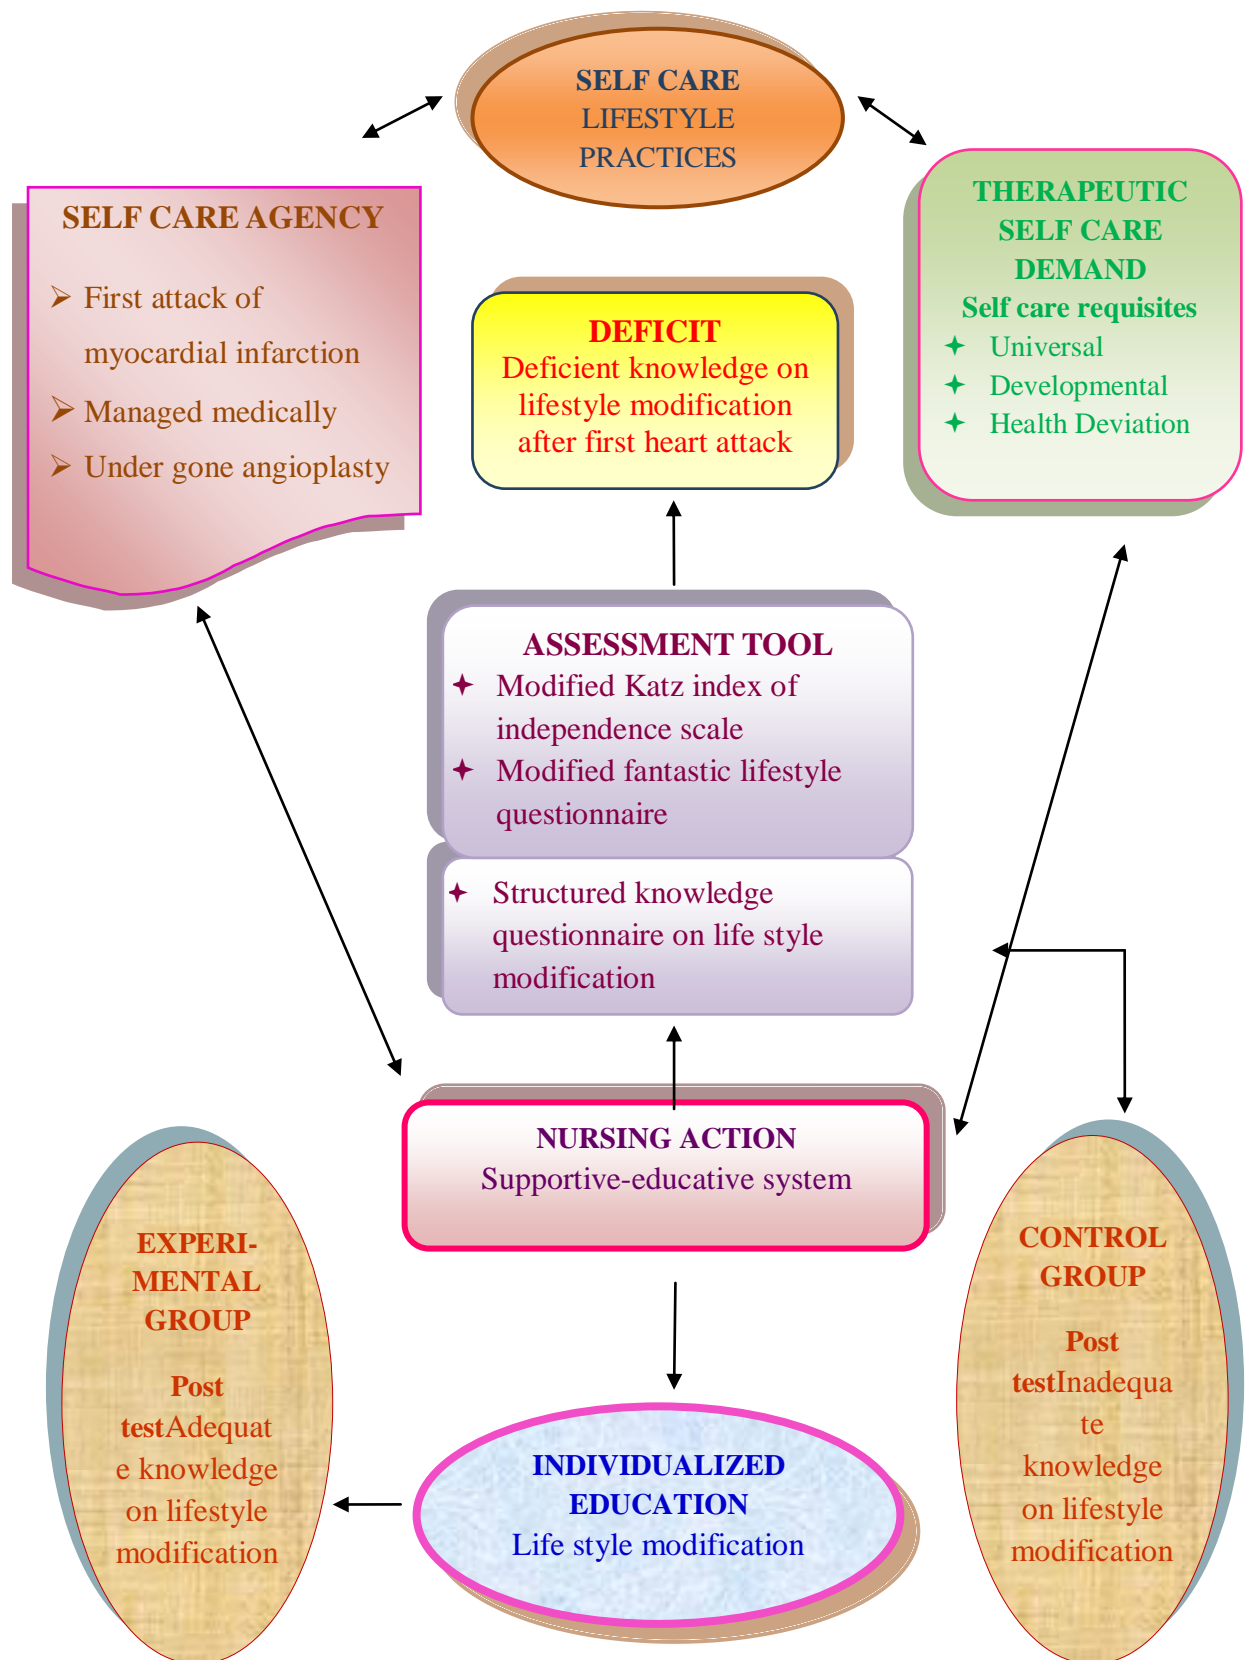 SELF CARE
LIFESTYLE
PRACTICES
SELF CARE AGENCY
First attack of
myocardial infarction
Managed medically
Under gone angioplasty
DEFICIT
Deficient knowledge on
lifestyle modification
after first heart attack
THERAPEUTIC
SELF CARE
DEMAND
Self care requisites
Universal
Developmental
Health Deviation
ASSESSMENT TOOL
Modified Katz index of
independence scale
Modified fantastic lifestyle
questionnaire
Structured knowledge
questionnaire on life style
modification
NURSING ACTION
Supportive-educative system
EXPERI-
MENTAL
GROUP
Post
testAdequat
e knowledge
on lifestyle
modification
INDIVIDUALIZED
EDUCATION
Life style modification
CONTROL
GROUP
Post
testInadequa
te
knowledge
on lifestyle
modification